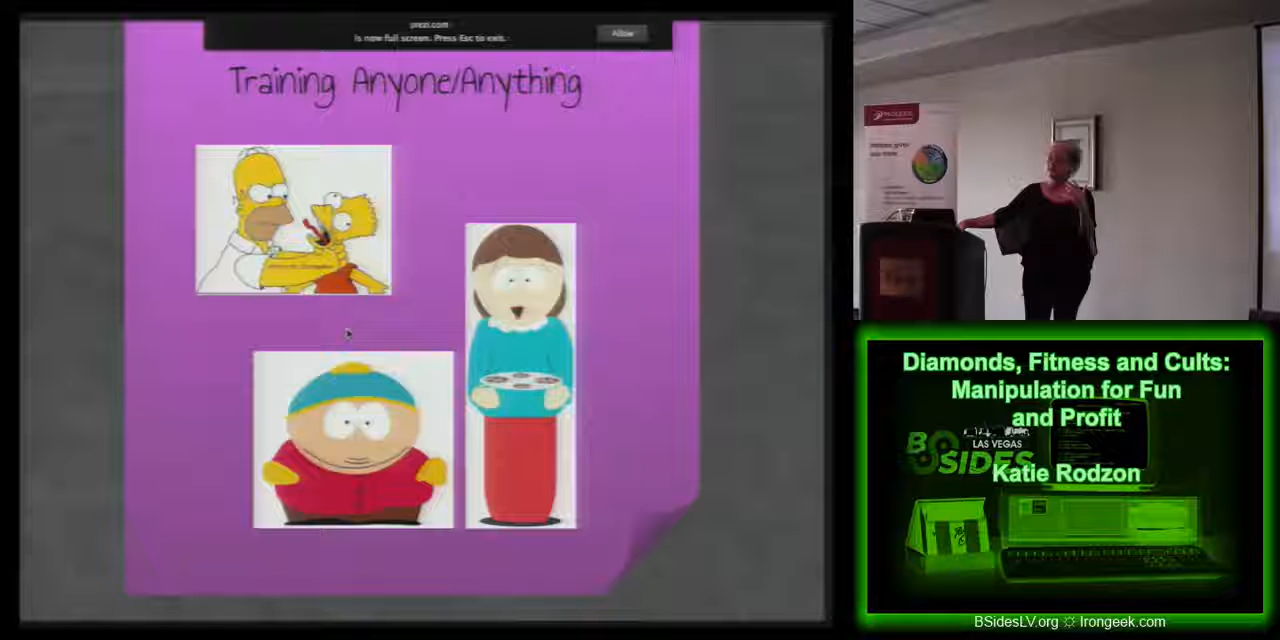 prezi.com
is now full screen. Press Esc to exit.
Allow
Training Anyone/Anything
Diamonds, Fitness and Cults:
Manipulation for Fun
and Profit
LAS VEGAS
BSIDES
Katie Rodzon
BSidesLV.org ☼ Irongeek.com